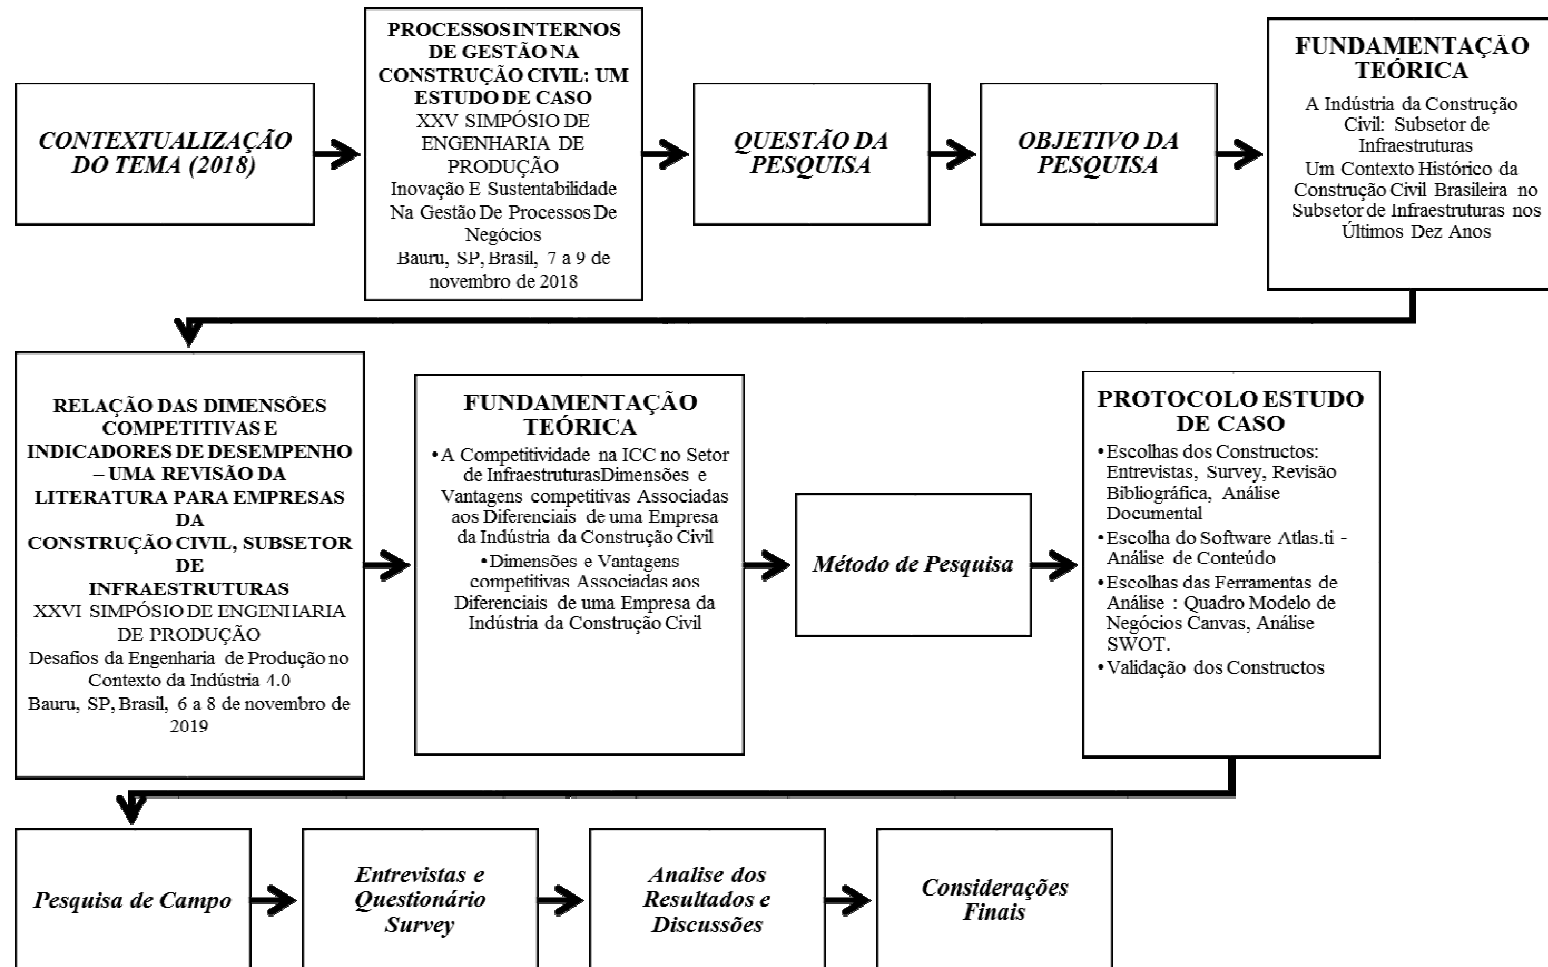 CONTEXTUALIZAÇÃO
DO TEMA (2018)
PROCESSOS INTERNOS
DE GESTÃO NA
CONSTRUÇÃO CIVIL: UM
ESTUDO DE CASO
XXV SIMPÓSIO DE
ENGENHARIA DE
PRODUÇÃO
Inovação E Sustentabilidade
Na Gestão De Processos De
Negócios
Bauru, SP, Brasil, 7 a 9 de
novembro de 2018
QUESTÃO DA
PESQUISA
OBJETIVO DA
PESQUISA
FUNDAMENTAÇÃO
TEÓRICA
A Indústria da Construção
Civil: Subsetor de
Infraestruturas
Um Contexto Histórico da
Construção Civil Brasileira no
Subsetor de Infraestruturas nos
Últimos Dez Anos
RELAÇÃO DAS DIMENSÕES
COMPETITIVAS E
INDICADORES DE DESEMPENHO
– UMA REVISÃO DA
LITERATURA PARA EMPRESAS
DA
CONSTRUÇÃO CIVIL, SUBSETOR
DE
INFRAESTRUTURAS
XXVI SIMPÓSIO DE ENGENHARIA
DE PRODUÇÃO
Desafios da Engenharia de Produção no
Contexto da Indústria 4.0
Bauru, SP, Brasil, 6 a 8 de novembro de
2019
FUNDAMENTAÇÃO
TEÓRICA
•A Competitividade na ICC no Setor
de InfraestruturasDimensões e
Vantagens competitivas Associadas
aos Diferenciais de uma Empresa
da Indústria da Construção Civil
•Dimensões e Vantagens
competitivas Associadas aos
Diferenciais de uma Empresa da
Indústria da Construção Civil
Método de Pesquisa
PROTOCOLO ESTUDO
DE CASO
•Escolhas dos Constructos:
Entrevistas, Survey, Revisão
Bibliográfica, Análise
Documental
•Escolha do Software Atlas.ti -
Análise de Conteúdo
•Escolhas das Ferramentas de
Análise : Quadro Modelo de
Negócios Canvas, Análise
SWOT.
•Validação dos Constructos
Pesquisa de Campo
Entrevistas e
Questionário
Survey
Analise dos
Resultados e
Discussões
Considerações
Finais